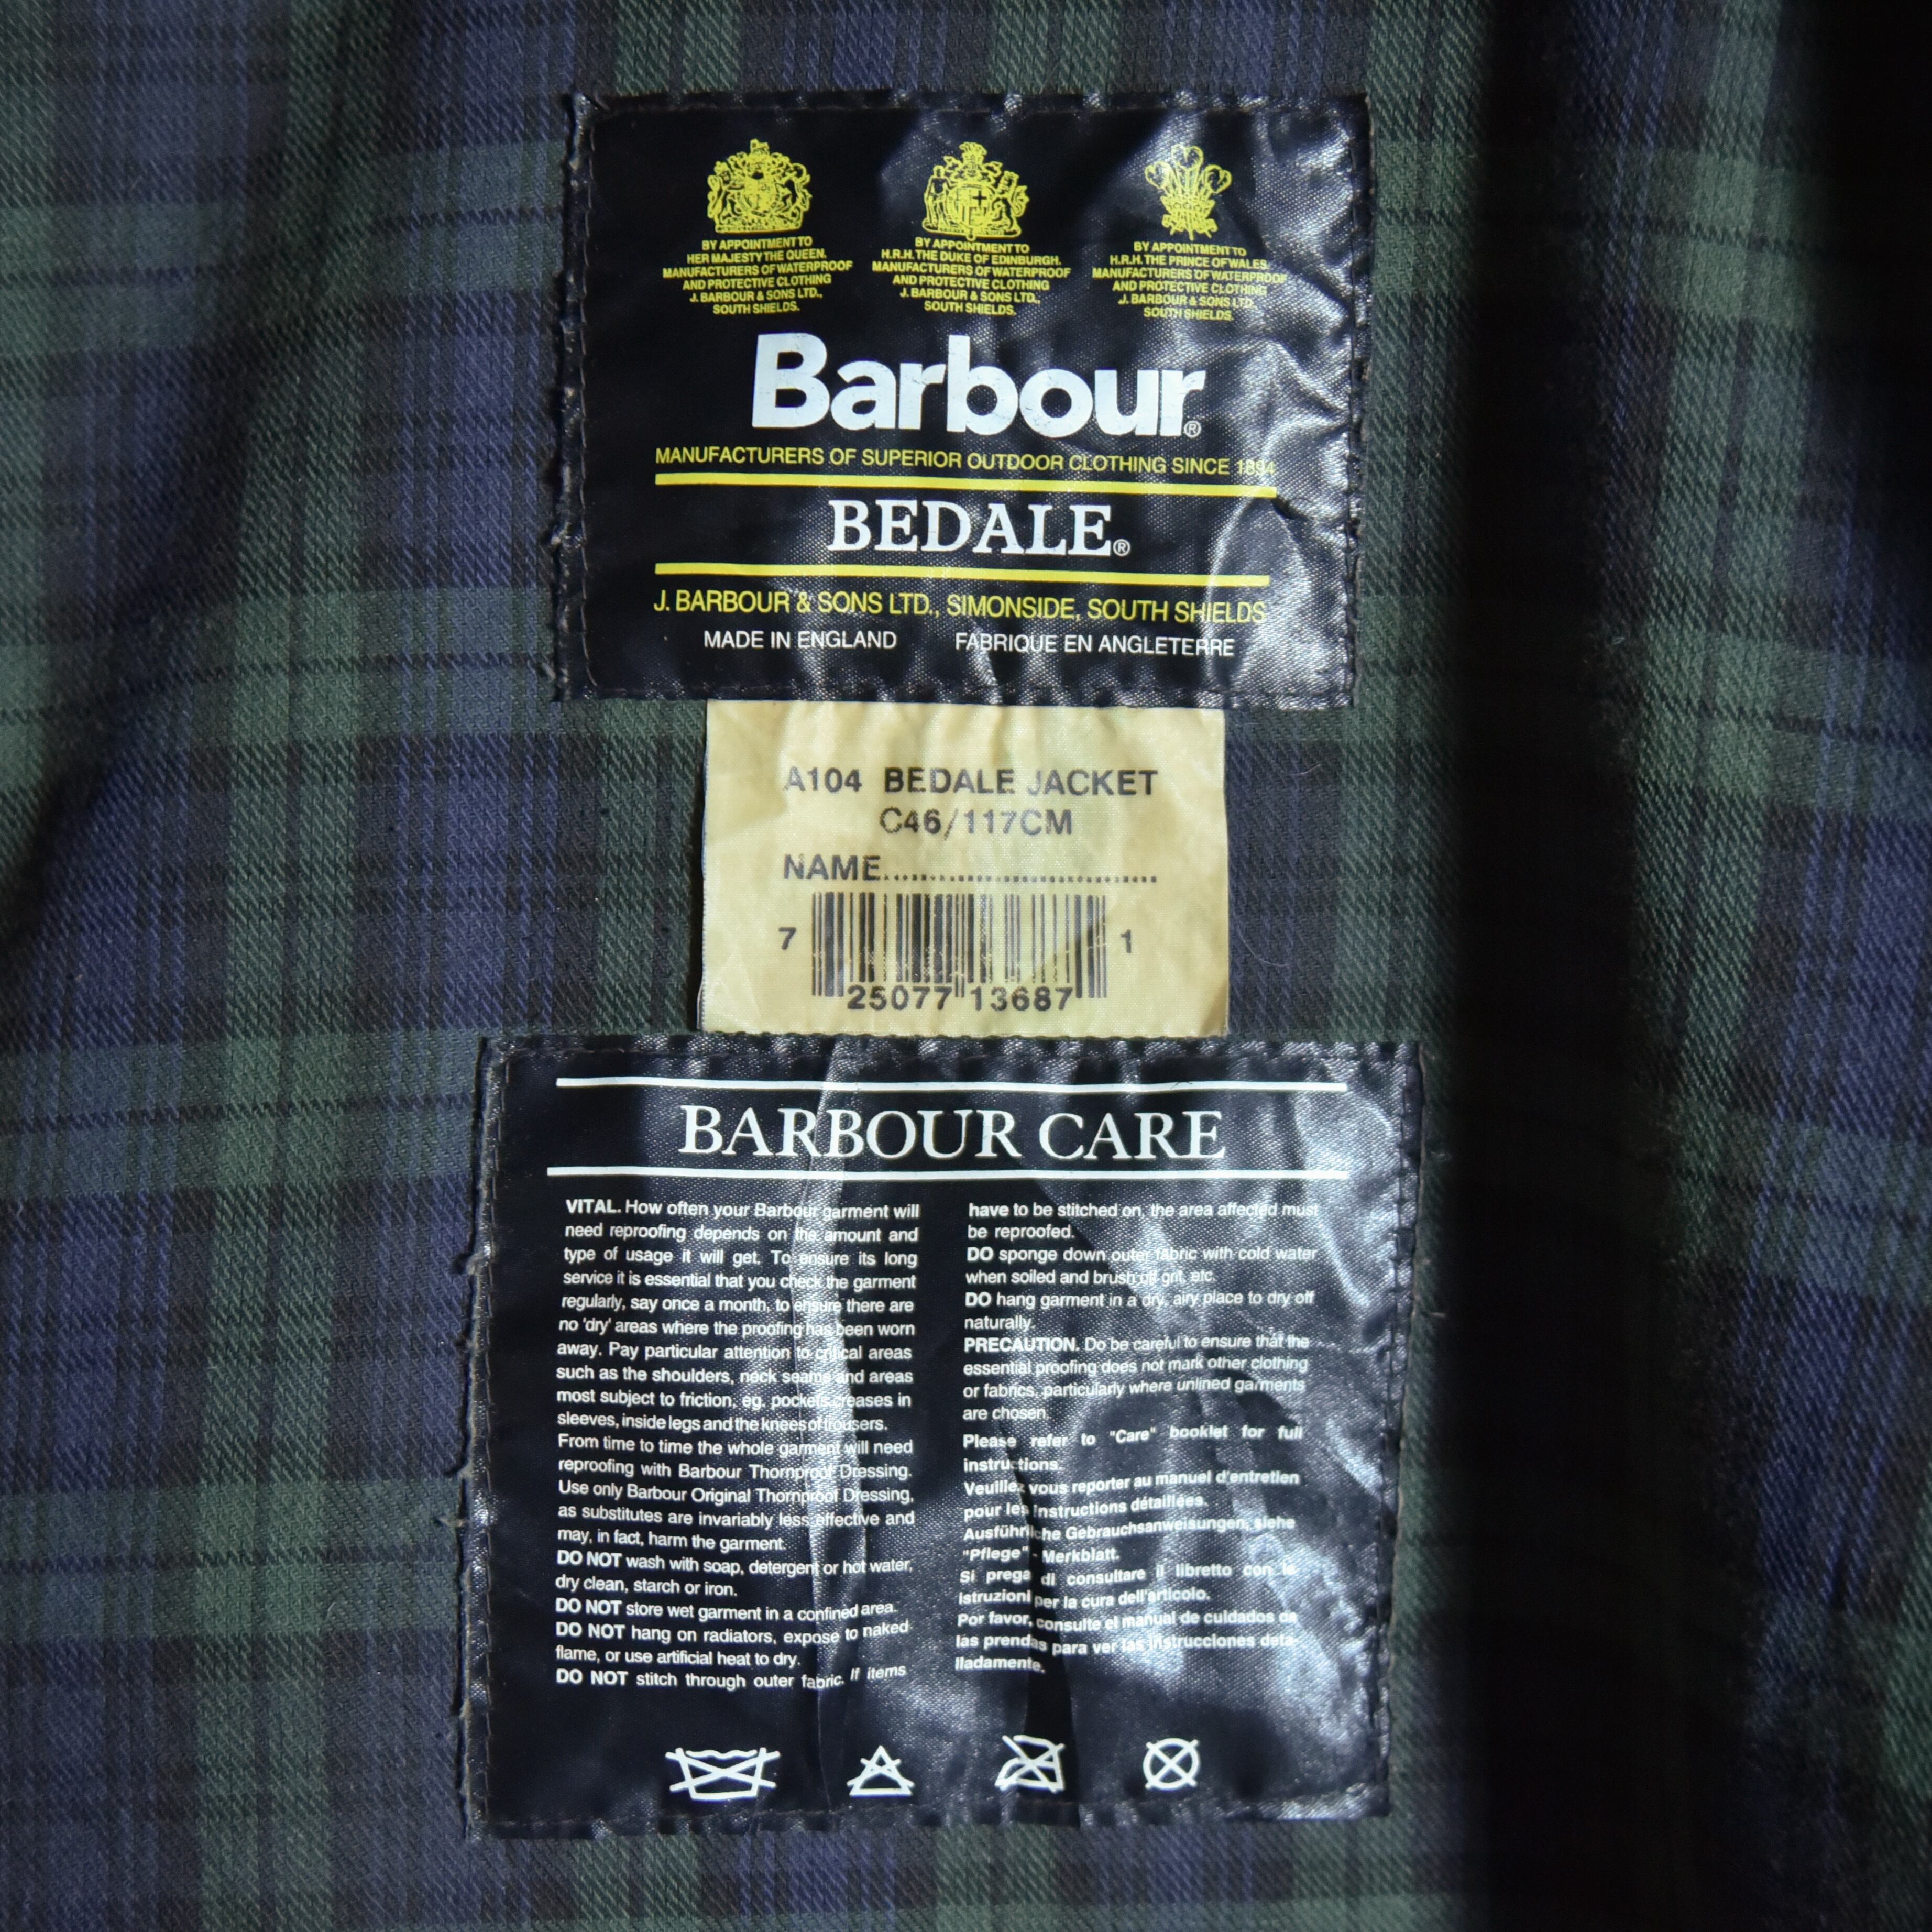 BY APPOINTMENT TO
HER MAJESTY THE QUEEN.
MANUFACTURERS OF WATERPROOF
AND PROTECTIVE CLOTHING
J. BARBOUR & SONS LTD.,
SOUTH SHIELDS.
BY APPOINTMENT TO
H.R.H. THE DUKE OF EDINBURGH.
MANUFACTURERS OF WATERPROOF
AND PROTECTIVE CLOTHING
J. BARBOUR & SONS LTD.,
SOUTH SHIELDS.
BY APPOINTMENT TO
H.R.H. THE PRINCE OF WALES.
MANUFACTURERS OF WATERPROOF
AND PROTECTIVE CLOTHING
J. BARBOUR & SONS LTD.
SOUTH SHIELDS.
Barbour®
MANUFACTURERS OF SUPERIOR OUTDOOR CLOTHING SINCE 1894
BEDALE®
J. BARBOUR & SONS LTD., SIMONSIDE, SOUTH SHIELDS
MADE IN ENGLAND FABRIQUE EN ANGLETERRE
A104 BEDALE JACKET
C46/117CM
NAME..............................
7 25077 13687 1
BARBOUR CARE
VITAL. How often your Barbour garment will
need reproofing depends on the amount and
type of usage it will get. To ensure its long
service it is essential that you check the garment
regularly, say once a month, to ensure there are
no 'dry' areas where the proofing has been worn
away. Pay particular attention to critical areas
such as the shoulders, neck seams and areas
most subject to friction, eg. pockets creases in
sleeves, inside legs and the knees of trousers.
From time to time the whole garment will need
reproofing with Barbour Thornproof Dressing.
Use only Barbour Original Thornproof Dressing,
as substitutes are invariably less effective and
may, in fact, harm the garment.
DO NOT wash with soap, detergent or hot water,
dry clean, starch or iron.
DO NOT store wet garment in a confined area.
DO NOT hang on radiators, expose to naked
flame, or use artificial heat to dry.
DO NOT stitch through outer fabric. If items
have to be stitched on, the area affected must
be reproofed.
DO sponge down outer fabric with cold water
when soiled and brush off grit, etc.
DO hang garment in a dry, airy place to dry off
naturally.
PRECAUTION. Do be careful to ensure that the
essential proofing does not mark other clothing
or fabrics, particularly where unlined garments
are chosen.
Please refer to "Care" booklet for full
instructions.
Veuillez vous reporter au manuel d'entretien
pour les instructions détaillées.
Ausführliche Gebrauchsanweisungen, siehe
"Pflege" - Merkblatt.
Si prega di consultare il libretto con le
istruzioni per la cura dell'articolo.
Por favor, consulte el manual de cuidados de
las prendas para ver las instrucciones deta-
lladamente.